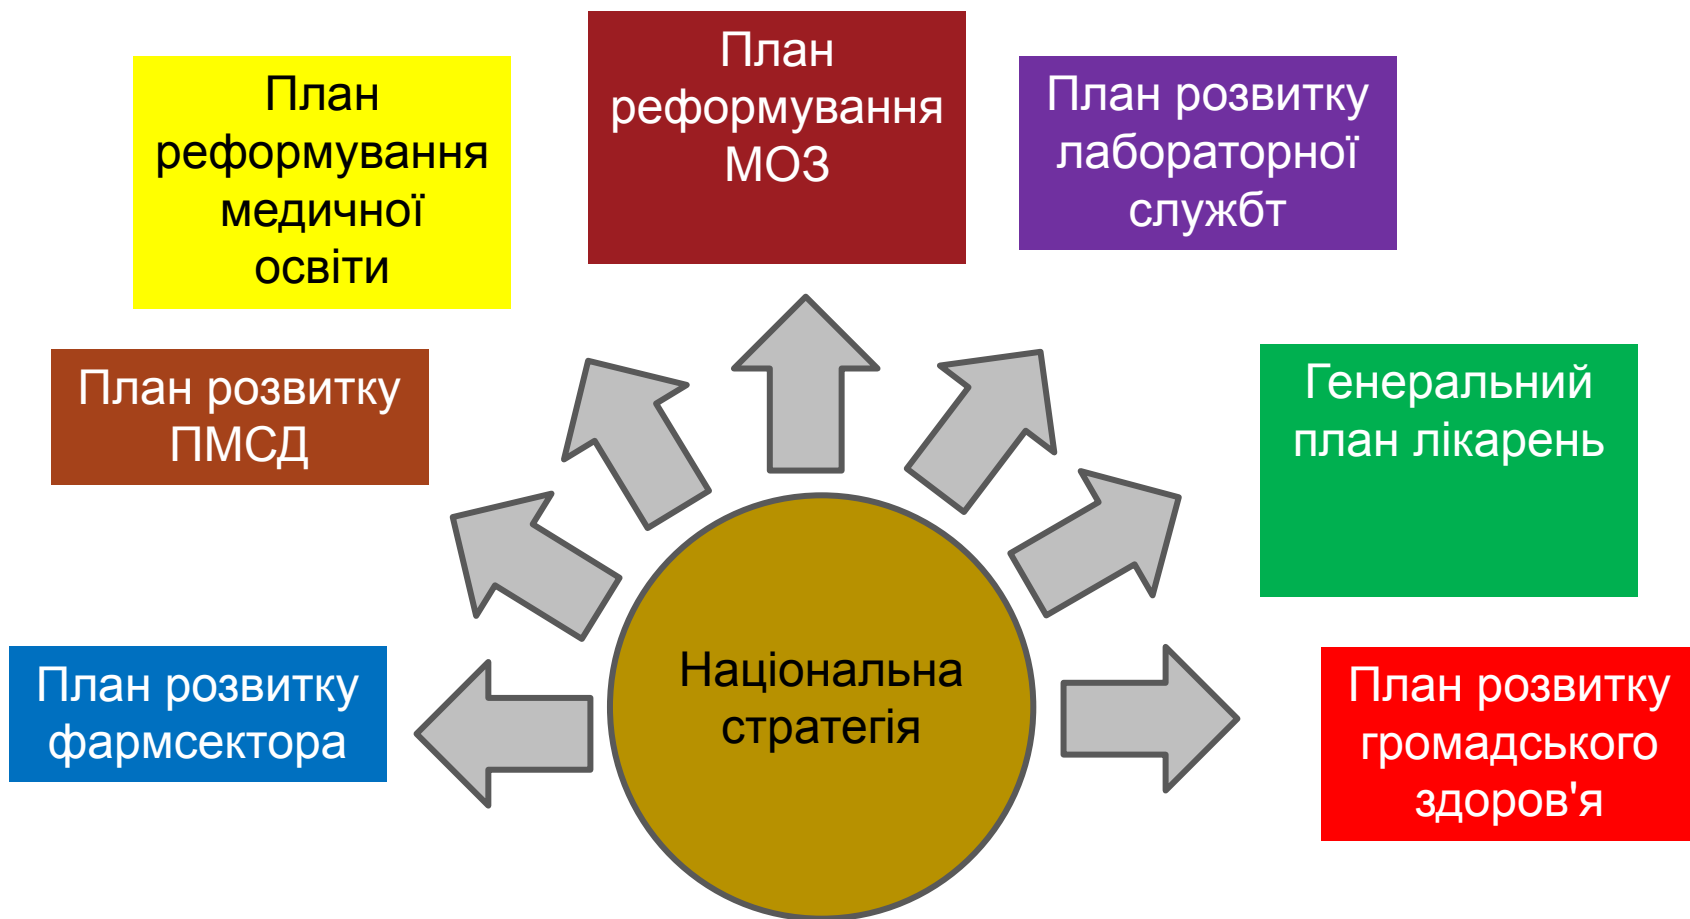 План
реформування
МОЗ
План
реформування
медичної
освіти
План розвитку
лабораторної
службт
План розвитку
ПМСД
Генеральний
план лікарень
План розвитку
фармсектора
Національна
стратегія
План розвитку
громадського
здоров'я